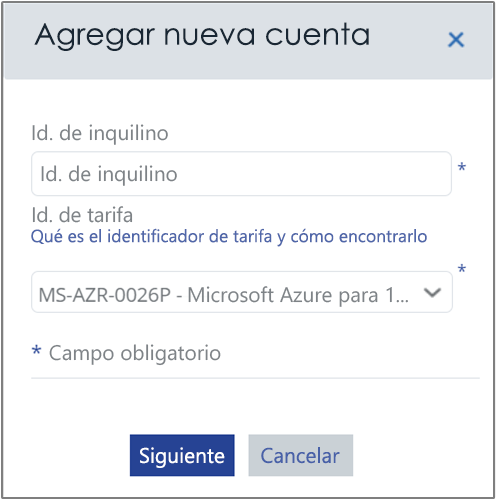 Agregar nueva cuenta
Id. de inquilino
Id. de inquilino
*
Id. de tarifa
Qué es el identificador de tarifa y cómo encontrarlo
*
MS-AZR-0026P - Microsoft Azure para 1...
* Campo obligatorio
Siguiente
Cancelar